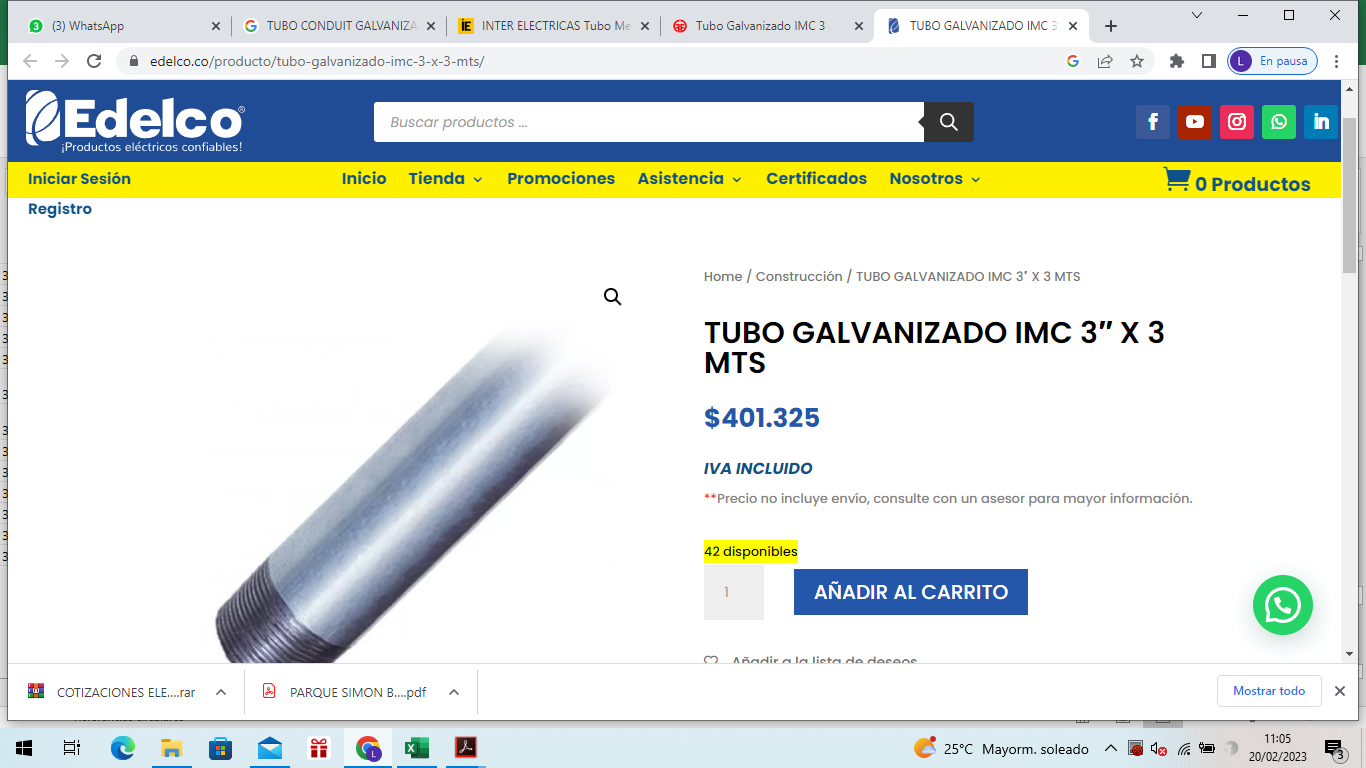 (3) WhatsApp
TUBO CONDUIT GALVANIZA
INTER ELECTRICAS Tubo Me
Tubo Galvanizado IMC 3
TUBO GALVANIZADO IMC 3
edelco.co/producto/tubo-galvanizado-imc-3-x-3-mts/
L
En pausa
Edelco®
¡Productos eléctricos confiables!
Buscar productos ...
Iniciar Sesión
Inicio
Tienda
Promociones
Asistencia
Certificados
Nosotros
0 Productos
Registro
Home / Construcción / TUBO GALVANIZADO IMC 3″ X 3 MTS
TUBO GALVANIZADO IMC 3″ X 3
MTS
$401.325
IVA INCLUIDO
**Precio no incluye envío, consulte con un asesor para mayor información.
42 disponibles
1
AÑADIR AL CARRITO
Añadir a la lista de deseos
COTIZACIONES ELE....rar
PARQUE SIMON B....pdf
Mostrar todo
25°C Mayorm. soleado
11:05
20/02/2023
3